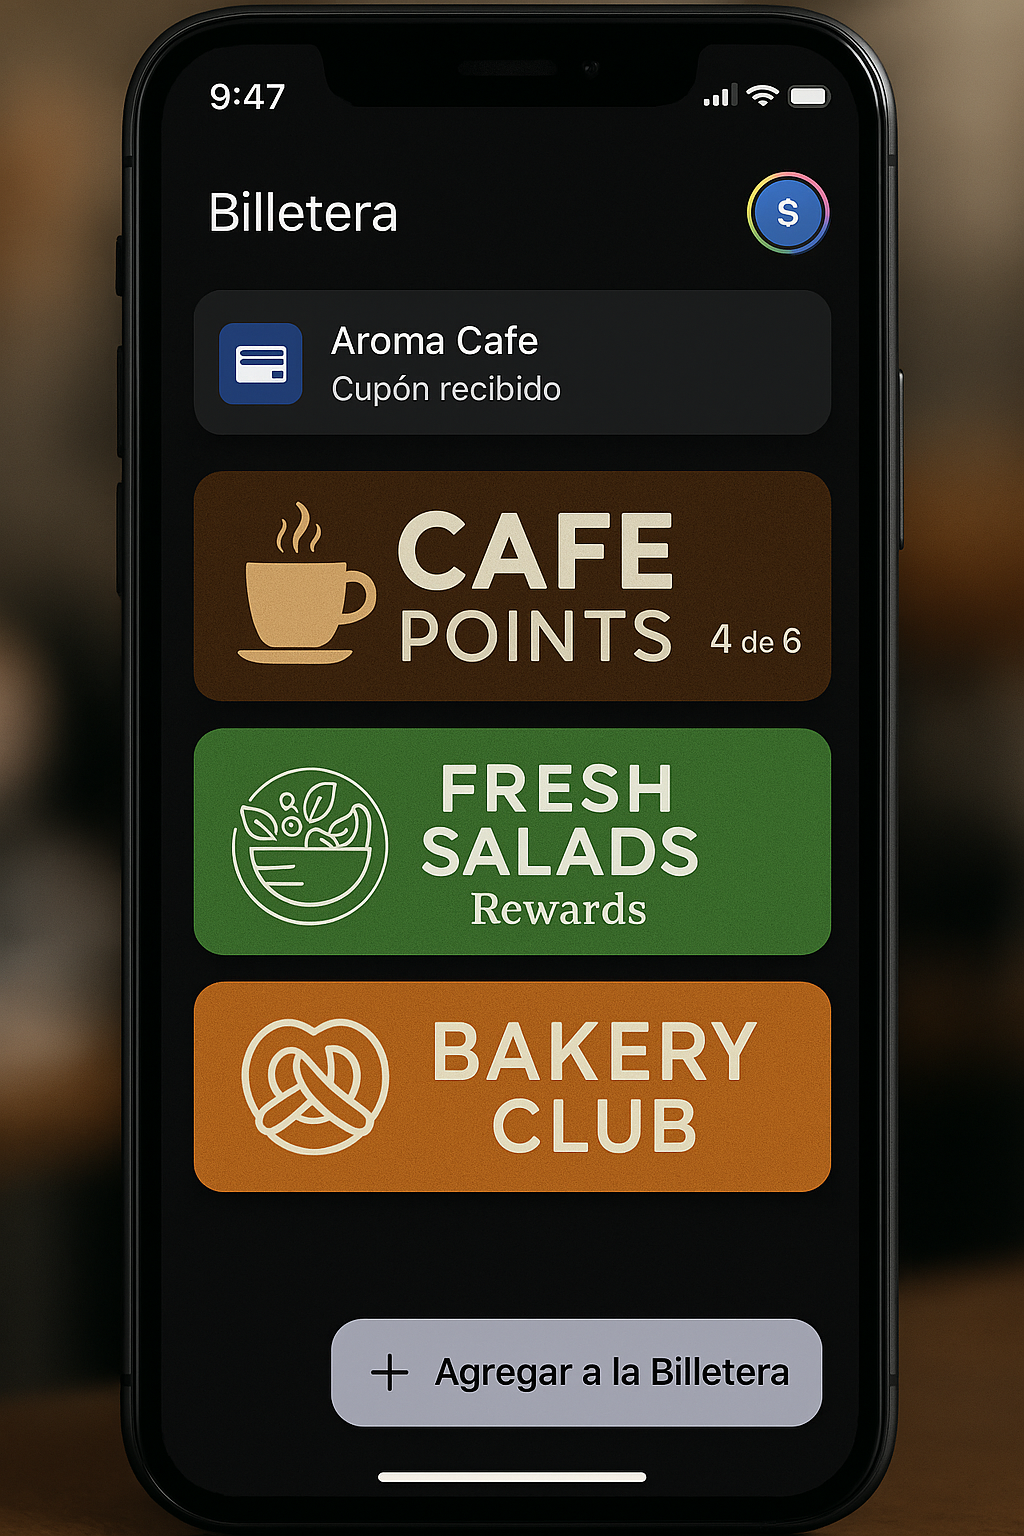 9:47
Billetera
$
Aroma Cafe
Cupón recibido
CAFE
POINTS
4 de 6
FRESH
SALADS
Rewards
BAKERY
CLUB
+ Agregar a la Billetera